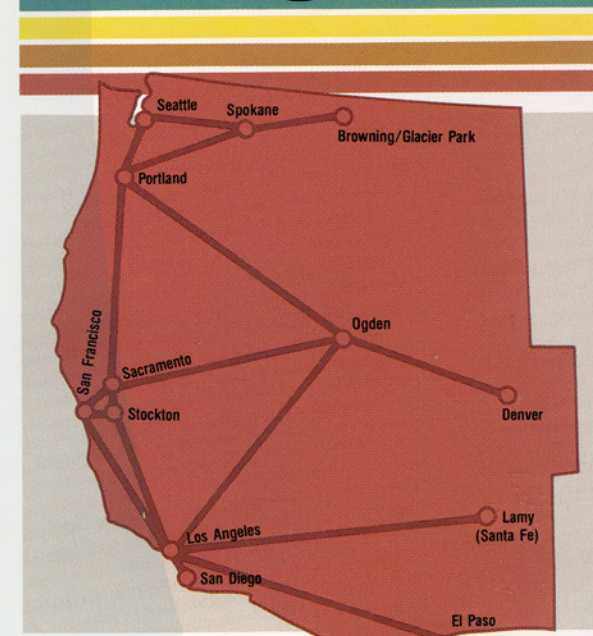 Seattle
Spokane
Browning/Glacier Park
Portland
Ogden
San Francisco
Sacramento
Stockton
Denver
Los Angeles
Lamy
(Santa Fe)
San Diego
El Paso